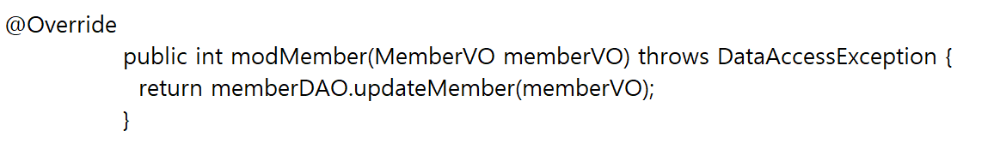 @Override
public int modMember(MemberVO memberVO) throws DataAccessException {
return memberDAO.updateMember(memberVO);
}